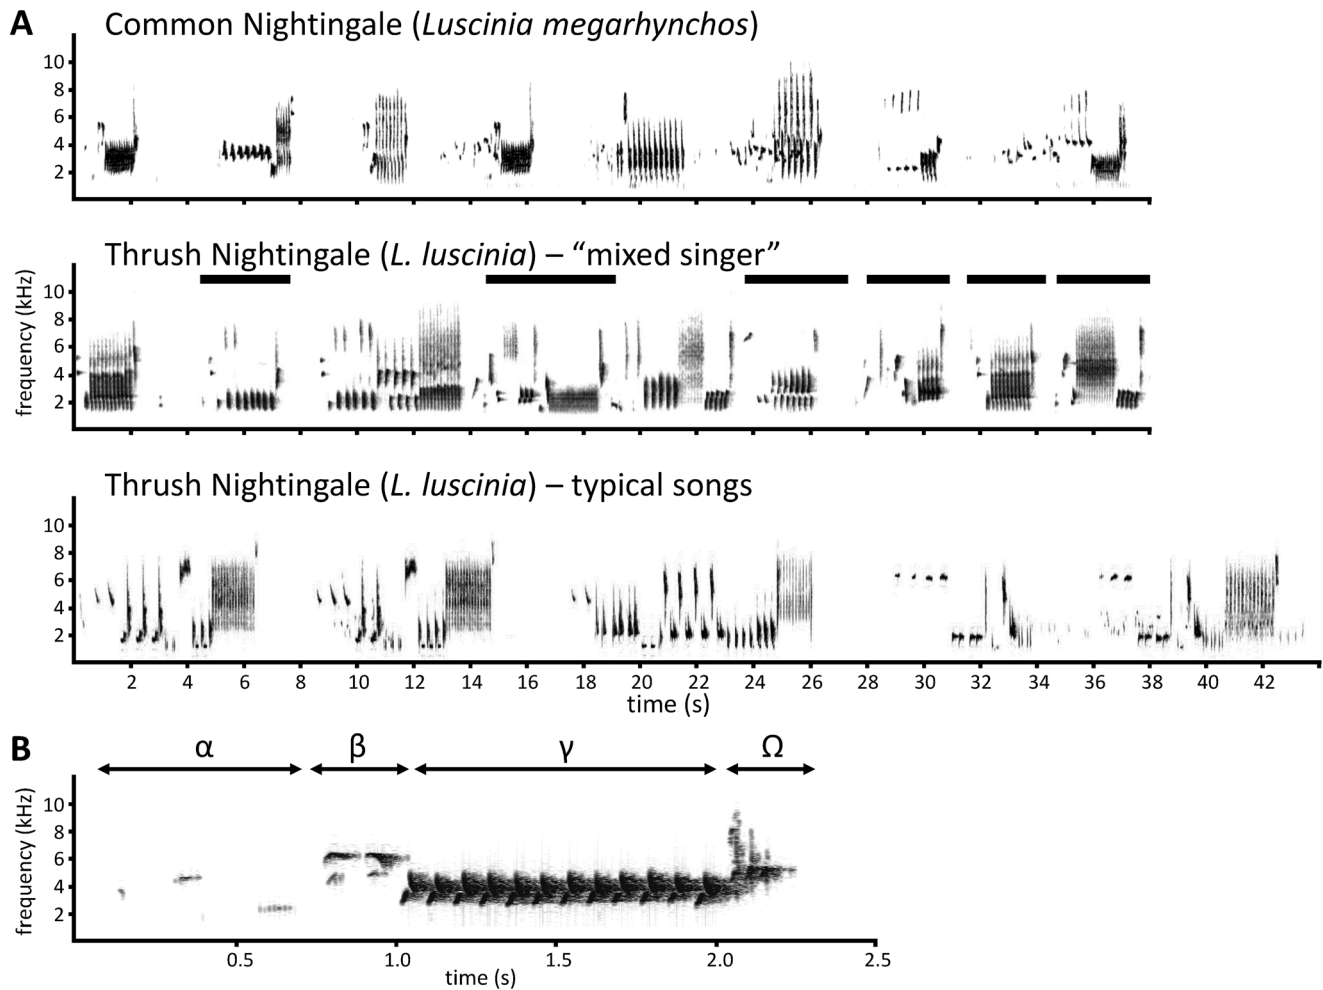 A Common Nightingale (Luscinia megarhynchos)
10
8
6
4
2
Thrush Nightingale (L. luscinia) – “mixed singer”
frequency (kHz)
10
8
6
4
2
Thrush Nightingale (L. luscinia) – typical songs
10
8
6
4
2
2 4 6 8 10 12 14 16 18 20 22 24 26 28 30 32 34 36 38 40 42
time (s)
B α β γ Ω
frequency (kHz)
10
8
6
4
2
0.5 1.0 1.5 2.0 2.5
time (s)